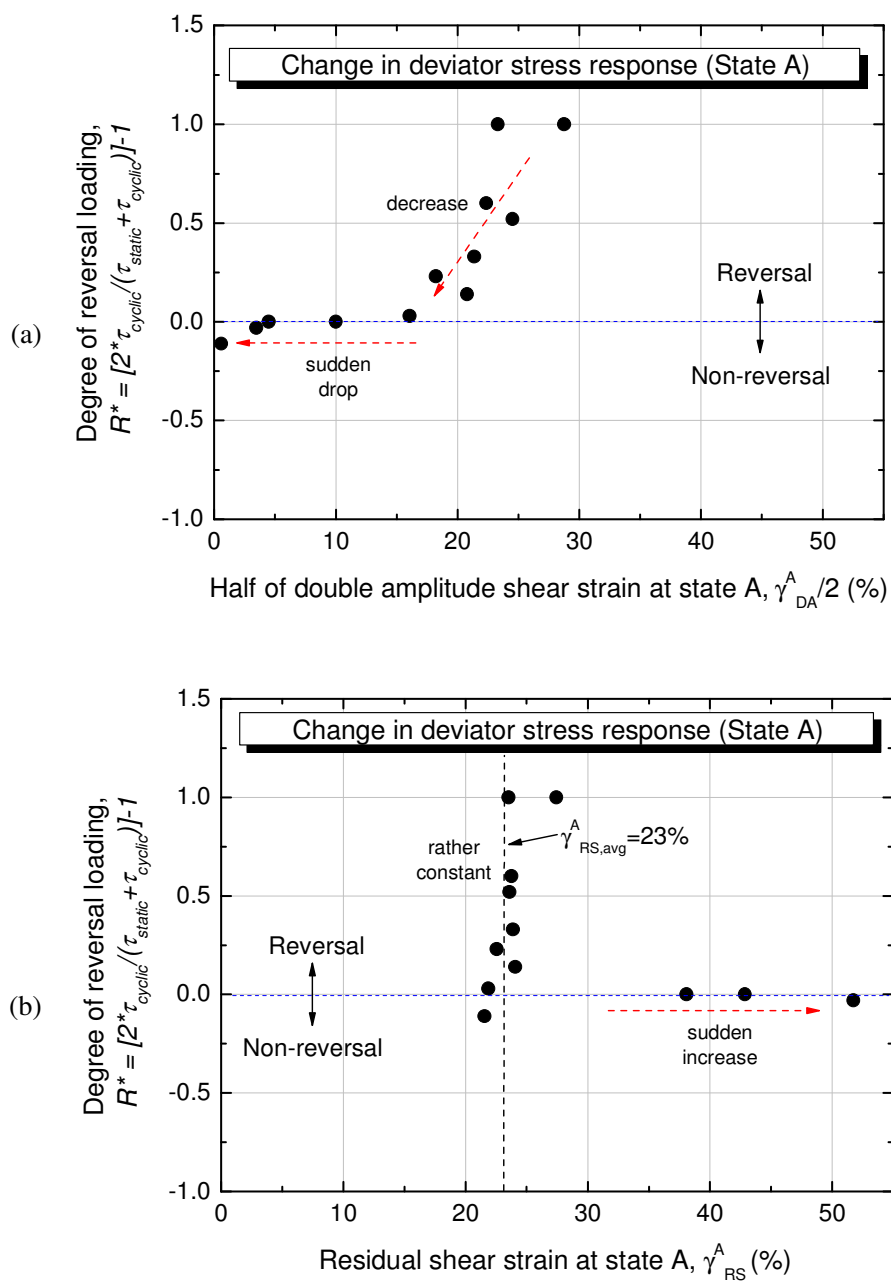 1.5
Change in deviator stress response (State A)
1.0
decrease
0.5
Reversal
(a)
0.0
sudden
drop
Non-reversal
-0.5
-1.0
0 10 20 30 40 50
Degree of reversal loading,
R* = [2*τcyclic/(τstatic+τcyclic)]-1
Half of double amplitude shear strain at state A, γ^A_DA/2 (%)
1.5
Change in deviator stress response (State A)
1.0
γ^A_RS,avg=23%
rather
constant
0.5
Reversal
(b)
0.0
Non-reversal
sudden
increase
-0.5
-1.0
0 10 20 30 40 50
Degree of reversal loading,
R* = [2*τcyclic/(τstatic+τcyclic)]-1
Residual shear strain at state A, γ^A_RS (%)